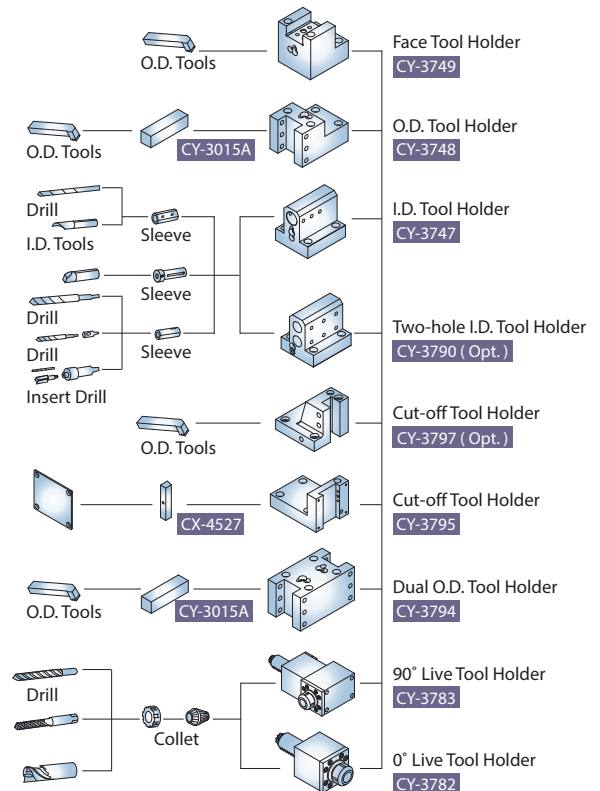 O.D. Tools
Face Tool Holder
CY-3749
O.D. Tools
CY-3015A
O.D. Tool Holder
CY-3748
Drill
I.D. Tools
Sleeve
I.D. Tool Holder
CY-3747
Sleeve
Drill
Drill
Sleeve
Insert Drill
Two-hole I.D. Tool Holder
CY-3790 ( Opt. )
O.D. Tools
Cut-off Tool Holder
CY-3797 ( Opt. )
CX-4527
Cut-off Tool Holder
CY-3795
O.D. Tools
CY-3015A
Dual O.D. Tool Holder
CY-3794
Drill
Collet
90˚ Live Tool Holder
CY-3783
0˚ Live Tool Holder
CY-3782